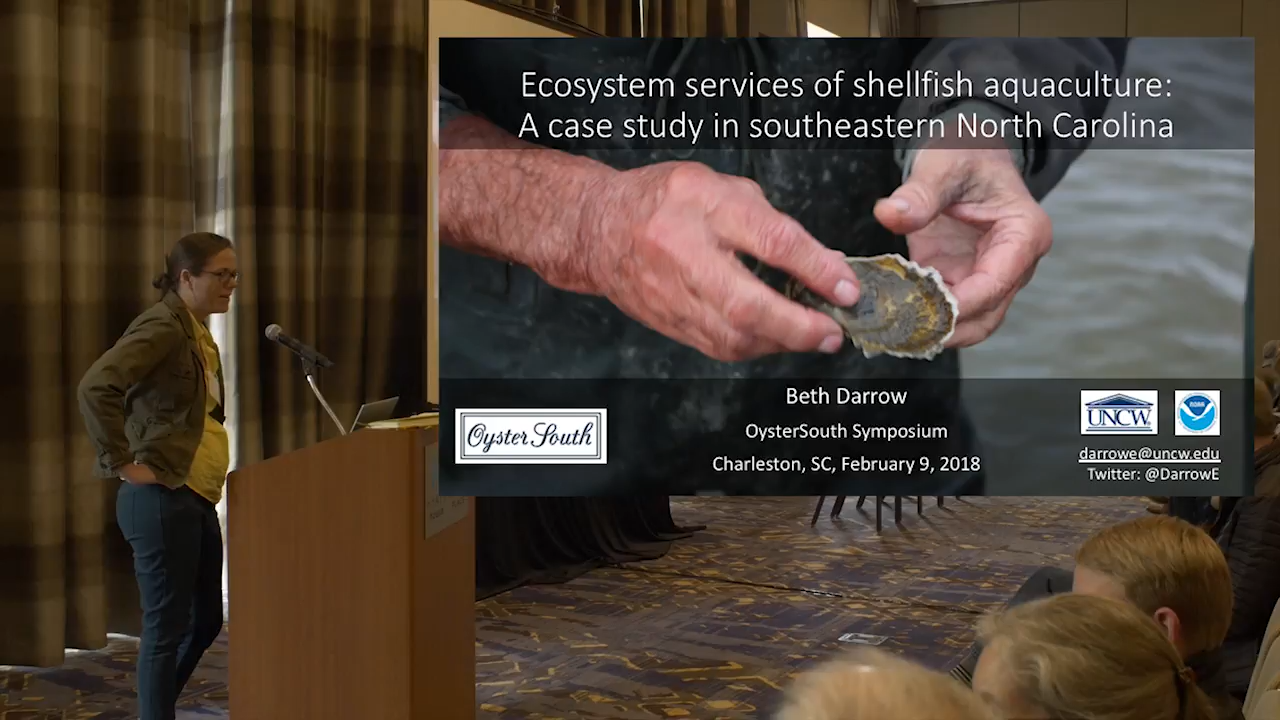 Ecosystem services of shellfish aquaculture:
A case study in southeastern North Carolina
Beth Darrow
OysterSouth Symposium
Charleston, SC, February 9, 2018
Oyster South
UNCW
NOAA
darrowe@uncw.edu
Twitter: @DarrowE